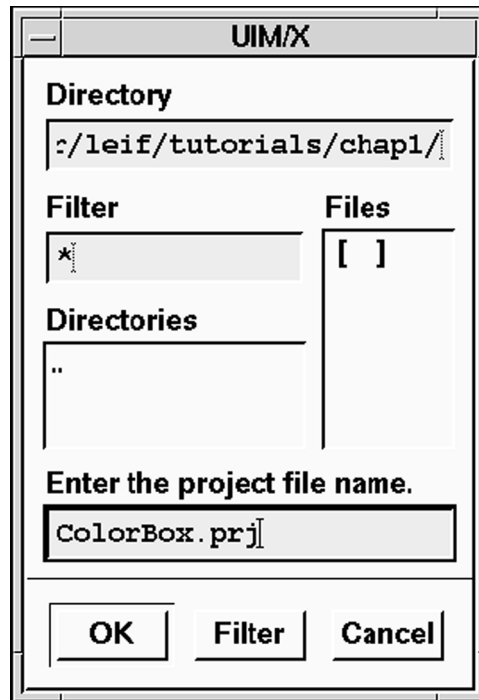 UIM/X
Directory
r/leif/tutorials/chap1/
Filter
*
Files
[ ]
Directories
..
Enter the project file name.
ColorBox.prj
OK
Filter
Cancel